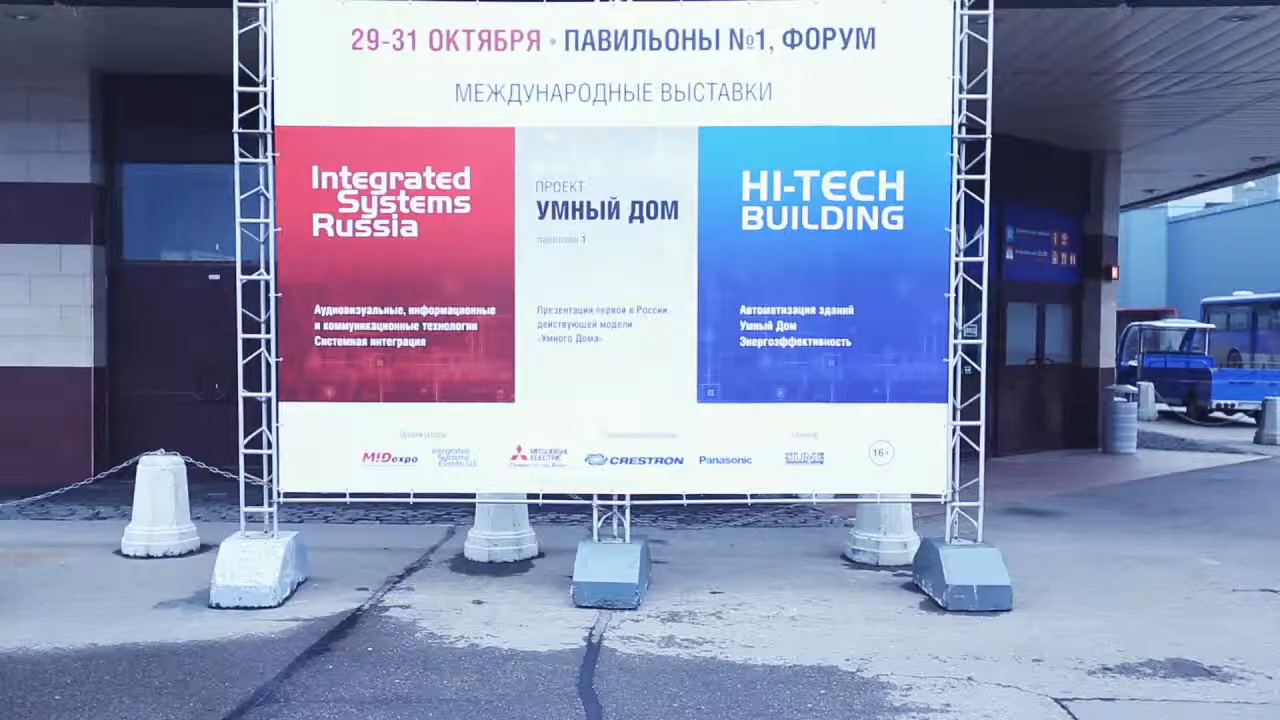 29-31 ОКТЯБРЯ • ПАВИЛЬОНЫ №1, ФОРУМ
МЕЖДУНАРОДНЫЕ ВЫСТАВКИ
Integrated
Systems
Russia
Аудиовизуальные, информационные
и коммуникационные технологии
Системная интеграция
ПРОЕКТ
УМНЫЙ ДОМ
павильон 1
Презентация первой в России
действующей модели
«Умного Дома»
HI-TECH
BUILDING
Автоматизация зданий
Умный Дом
Энергоэффективность
MIDexpo
Integrated
Systems
MITSUBISHI
ELECTRIC
CRESTRON
Panasonic
16+